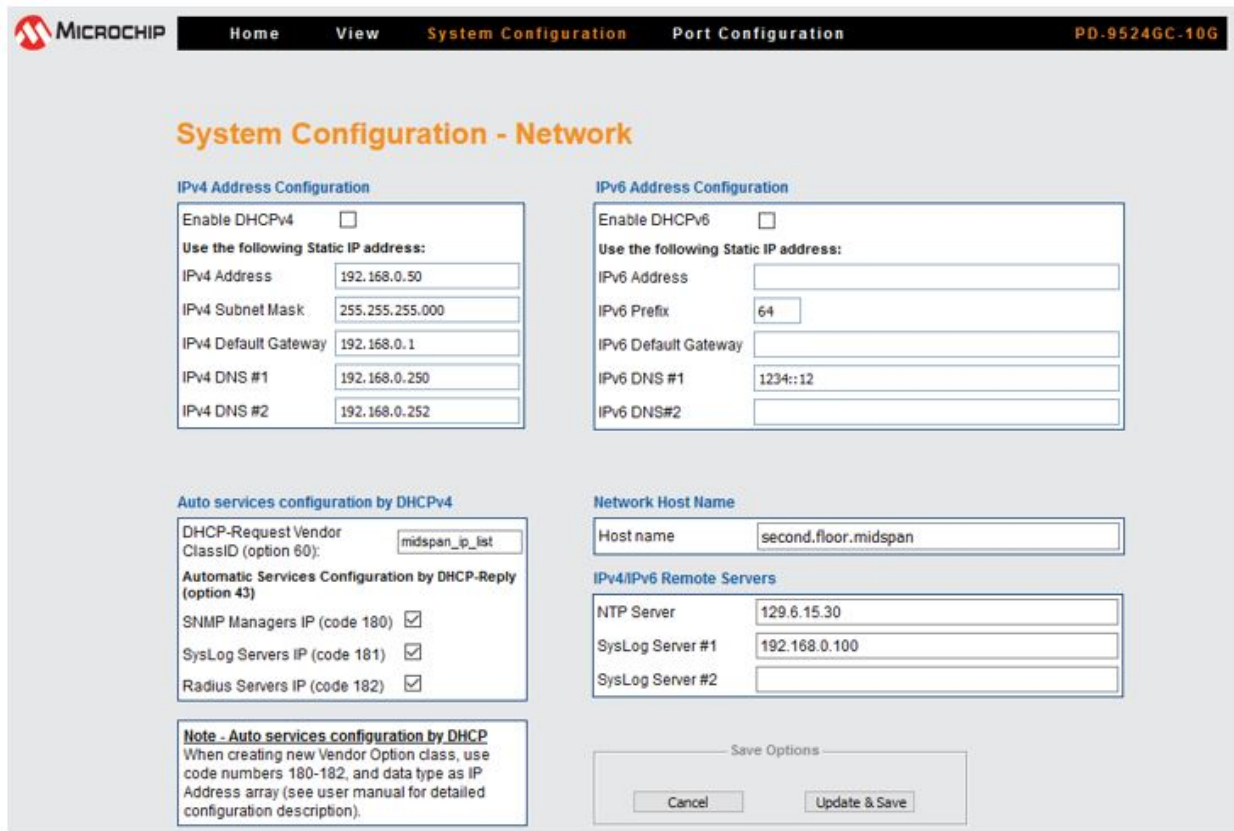 MICROCHIP
Home View System Configuration Port Configuration PD-9524GC-10G
System Configuration - Network
IPv4 Address Configuration
Enable DHCPv4
Use the following Static IP address:
IPv4 Address 192.168.0.50
IPv4 Subnet Mask 255.255.255.000
IPv4 Default Gateway 192.168.0.1
IPv4 DNS #1 192.168.0.250
IPv4 DNS #2 192.168.0.252
IPv6 Address Configuration
Enable DHCPv6
Use the following Static IP address:
IPv6 Address
IPv6 Prefix 64
IPv6 Default Gateway
IPv6 DNS #1 1234::12
IPv6 DNS#2
Auto services configuration by DHCPv4
DHCP-Request Vendor
ClassID (option 60): midspan_ip_list
Automatic Services Configuration by DHCP-Reply
(option 43)
SNMP Managers IP (code 180)
SysLog Servers IP (code 181)
Radius Servers IP (code 182)
Network Host Name
Host name second.floor.midspan
IPv4/IPv6 Remote Servers
NTP Server 129.6.15.30
SysLog Server #1 192.168.0.100
SysLog Server #2
Note - Auto services configuration by DHCP
When creating new Vendor Option class, use
code numbers 180-182, and data type as IP
Address array (see user manual for detailed
configuration description).
Save Options
Cancel Update & Save